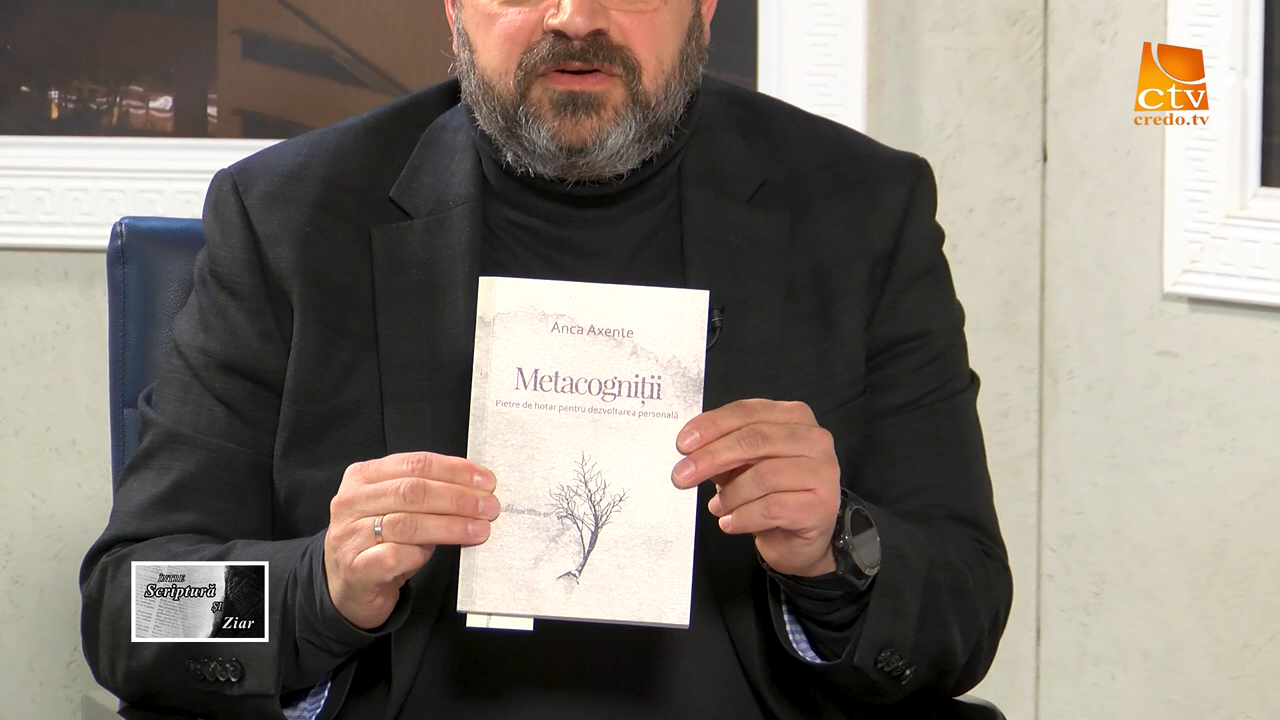 ctv
credo.tv
Anca Axente
Metacogniții
Pietre de hotar pentru dezvoltarea personală
ÎNTRE
Scriptură
ȘI
Ziar